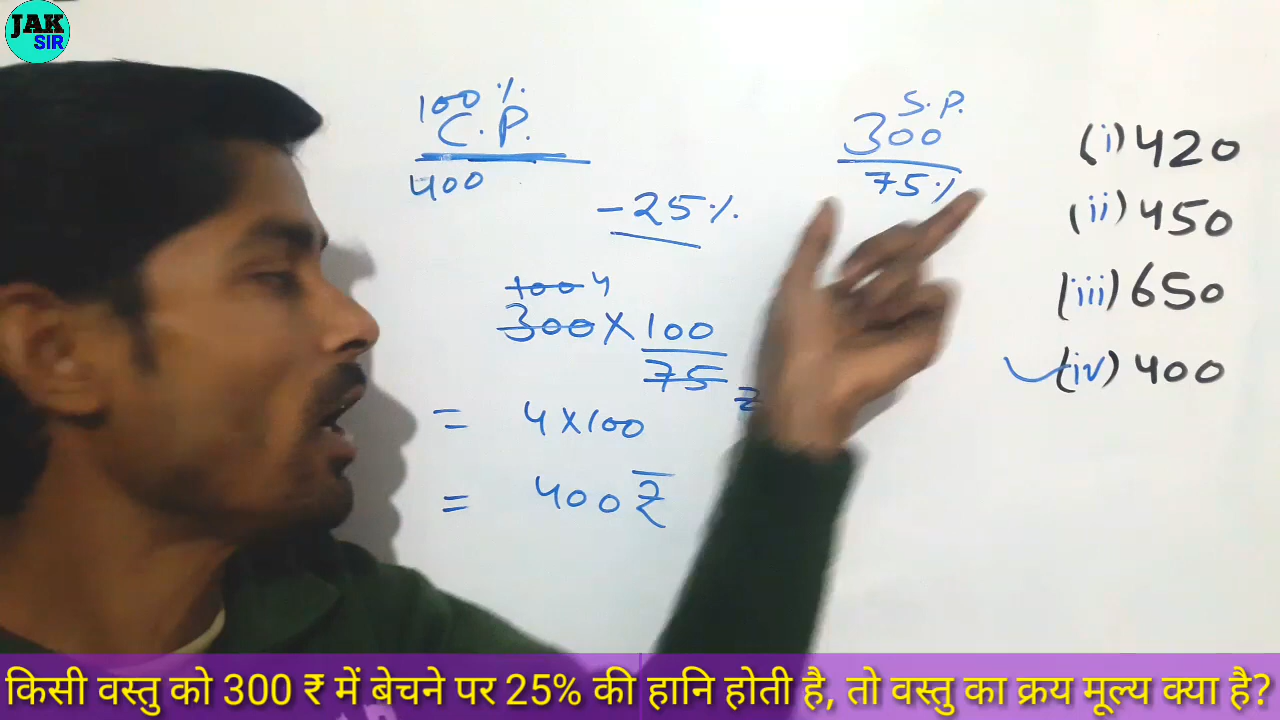 JAK
SIR
100%
C.P.
400
-25%
S.P.
300
75%
100 4
300 × 100
75
= 4 × 100
= 400 ₹
(i) 420
(ii) 450
(iii) 650
(iv) 400
किसी वस्तु को 300 ₹ में बेचने पर 25% की हानि होती है, तो वस्तु का क्रय मूल्य क्या है?